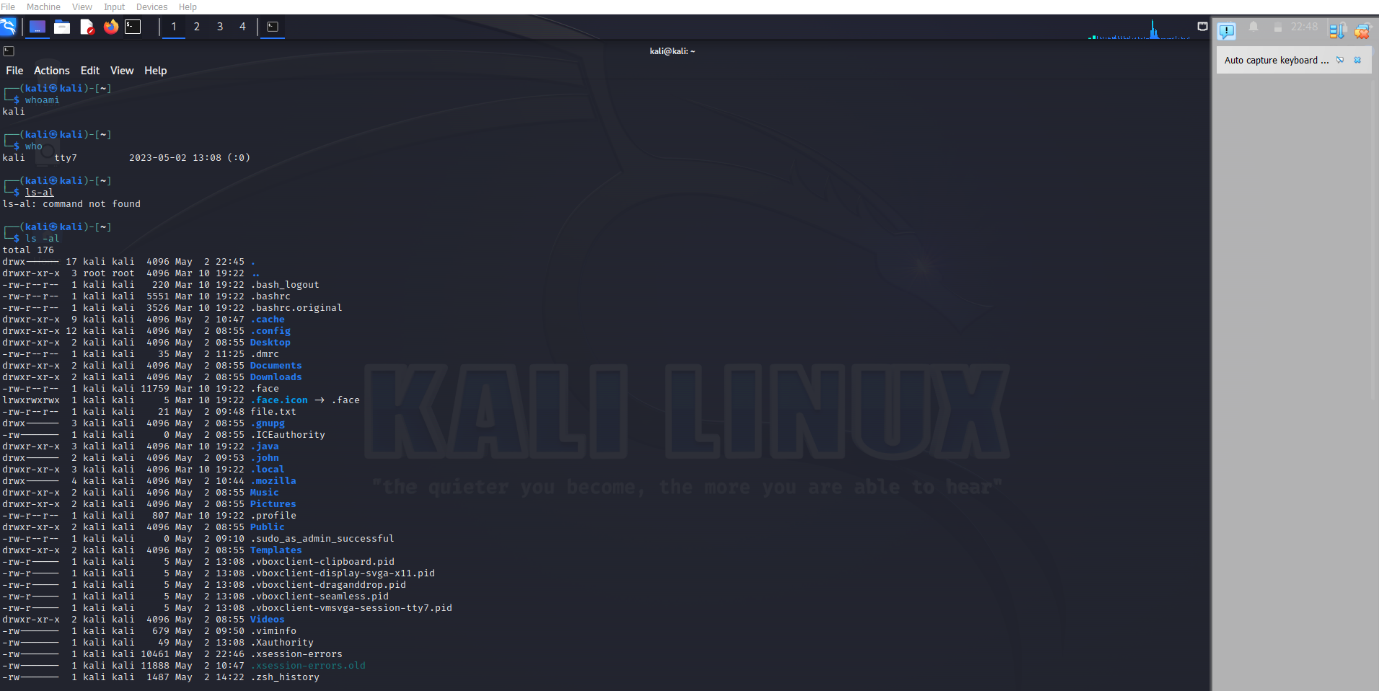 File Machine View Input Devices Help
1 2 3 4
22:48
kali@kali: ~
Auto capture keyboard ...
File Actions Edit View Help
┌──(kali㉿kali)-[~]
└─$ whoami
kali
┌──(kali㉿kali)-[~]
└─$ who
kali     tty7         2023-05-02 13:08 (:0)
┌──(kali㉿kali)-[~]
└─$ ls-al
ls-al: command not found
┌──(kali㉿kali)-[~]
└─$ ls -al
total 176
drwx------ 17 kali kali  4096 May  2 22:45 .
drwxr-xr-x  3 root root  4096 Mar 10 19:22 ..
-rw-r--r--  1 kali kali   220 Mar 10 19:22 .bash_logout
-rw-r--r--  1 kali kali  5551 Mar 10 19:22 .bashrc
-rw-r--r--  1 kali kali  3526 Mar 10 19:22 .bashrc.original
drwxr-xr-x  9 kali kali  4096 May  2 10:47 .cache
drwxr-xr-x 12 kali kali  4096 May  2 08:55 .config
drwxr-xr-x  2 kali kali  4096 May  2 08:55 Desktop
-rw-r--r--  1 kali kali    35 May  2 11:25 .dmrc
drwxr-xr-x  2 kali kali  4096 May  2 08:55 Documents
drwxr-xr-x  2 kali kali  4096 May  2 08:55 Downloads
-rw-r--r--  1 kali kali 11759 Mar 10 19:22 .face
lrwxrwxrwx  1 kali kali     5 Mar 10 19:22 .face.icon → .face
-rw-r--r--  1 kali kali    21 May  2 09:48 file.txt
drwx------  3 kali kali  4096 May  2 08:55 .gnupg
-rw-------  1 kali kali     0 May  2 08:55 .ICEauthority
drwxr-xr-x  3 kali kali  4096 Mar 10 19:22 .java
drwx------  2 kali kali  4096 May  2 09:53 .john
drwxr-xr-x  3 kali kali  4096 Mar 10 19:22 .local
drwx------  4 kali kali  4096 May  2 10:44 .mozilla
drwxr-xr-x  2 kali kali  4096 May  2 08:55 Music
drwxr-xr-x  2 kali kali  4096 May  2 08:55 Pictures
-rw-r--r--  1 kali kali   807 Mar 10 19:22 .profile
drwxr-xr-x  2 kali kali  4096 May  2 08:55 Public
-rw-r--r--  1 kali kali     0 May  2 09:10 .sudo_as_admin_successful
drwxr-xr-x  2 kali kali  4096 May  2 08:55 Templates
-rw-r-----  1 kali kali     5 May  2 13:08 .vboxclient-clipboard.pid
-rw-r-----  1 kali kali     5 May  2 13:08 .vboxclient-display-svga-x11.pid
-rw-r-----  1 kali kali     5 May  2 13:08 .vboxclient-draganddrop.pid
-rw-r-----  1 kali kali     5 May  2 13:08 .vboxclient-seamless.pid
-rw-r-----  1 kali kali     5 May  2 13:08 .vboxclient-vmsvga-session-tty7.pid
drwxr-xr-x  2 kali kali  4096 May  2 08:55 Videos
-rw-------  1 kali kali   679 May  2 09:50 .viminfo
-rw-------  1 kali kali    49 May  2 13:08 .Xauthority
-rw-------  1 kali kali 10461 May  2 22:46 .xsession-errors
-rw-------  1 kali kali 11888 May  2 10:47 .xsession-errors.old
-rw-------  1 kali kali  1487 May  2 14:22 .zsh_history
KALI LINUX
"the quieter you become, the more you are able to hear"